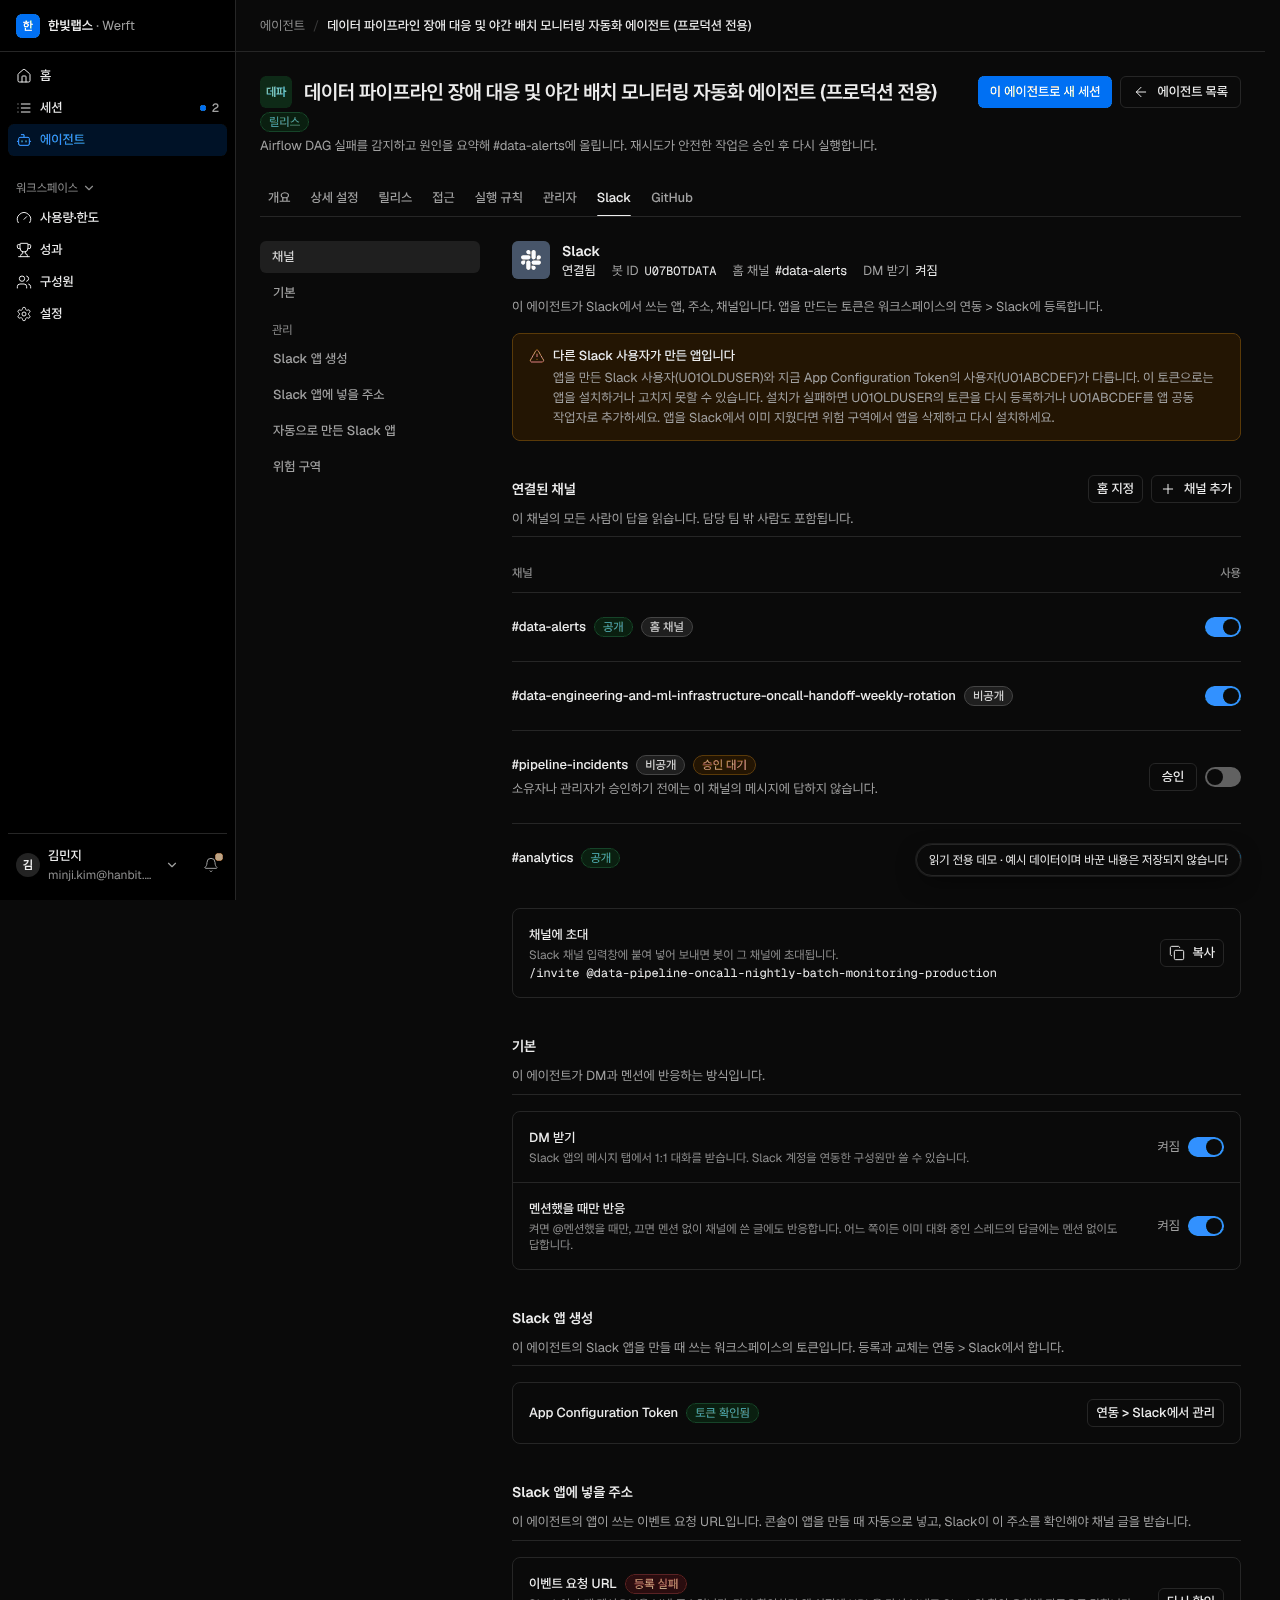 한 한빛랩스 · Werft
홈
세션 2
에이전트
워크스페이스
사용량·한도
성과
구성원
설정
김 김민지
minji.kim@hanbit....
에이전트 / 데이터 파이프라인 장애 대응 및 야간 배치 모니터링 자동화 에이전트 (프로덕션 전용)
데파 데이터 파이프라인 장애 대응 및 야간 배치 모니터링 자동화 에이전트 (프로덕션 전용)
이 에이전트로 새 세션
에이전트 목록
릴리스
Airflow DAG 실패를 감지하고 원인을 요약해 #data-alerts에 올립니다. 재시도가 안전한 작업은 승인 후 다시 실행합니다.
개요 상세 설정 릴리스 접근 실행 규칙 관리자 Slack GitHub
채널
기본
관리
Slack 앱 생성
Slack 앱에 넣을 주소
자동으로 만든 Slack 앱
위험 구역
Slack
연결됨 봇 ID U07BOTDATA 홈 채널 #data-alerts DM 받기 켜짐
이 에이전트가 Slack에서 쓰는 앱, 주소, 채널입니다. 앱을 만드는 토큰은 워크스페이스의 연동 > Slack에 등록합니다.
다른 Slack 사용자가 만든 앱입니다
앱을 만든 Slack 사용자(U01OLDUSER)와 지금 App Configuration Token의 사용자(U01ABCDEF)가 다릅니다. 이 토큰으로는
앱을 설치하거나 고치지 못할 수 있습니다. 설치가 실패하면 U01OLDUSER의 토큰을 다시 등록하거나 U01ABCDEF를 앱 공동
작업자로 추가하세요. 앱을 Slack에서 이미 지웠다면 위험 구역에서 앱을 삭제하고 다시 설치하세요.
연결된 채널
홈 지정
채널 추가
이 채널의 모든 사람이 답을 읽습니다. 담당 팀 밖 사람도 포함됩니다.
채널 사용
#data-alerts 공개 홈 채널
#data-engineering-and-ml-infrastructure-oncall-handoff-weekly-rotation 비공개
#pipeline-incidents 비공개 승인 대기
소유자나 관리자가 승인하기 전에는 이 채널의 메시지에 답하지 않습니다.
승인
#analytics 공개
읽기 전용 데모 · 예시 데이터이며 바꾼 내용은 저장되지 않습니다
채널에 초대
Slack 채널 입력창에 붙여 넣어 보내면 봇이 그 채널에 초대됩니다.
/invite @data-pipeline-oncall-nightly-batch-monitoring-production
복사
기본
이 에이전트가 DM과 멘션에 반응하는 방식입니다.
DM 받기
Slack 앱의 메시지 탭에서 1:1 대화를 받습니다. Slack 계정을 연동한 구성원만 쓸 수 있습니다.
켜짐
멘션했을 때만 반응
켜면 @멘션했을 때만, 끄면 멘션 없이 채널에 쓴 글에도 반응합니다. 어느 쪽이든 이미 대화 중인 스레드의 답글에는 멘션 없이도
답합니다.
켜짐
Slack 앱 생성
이 에이전트의 Slack 앱을 만들 때 쓰는 워크스페이스의 토큰입니다. 등록과 교체는 연동 > Slack에서 합니다.
App Configuration Token 토큰 확인됨
연동 > Slack에서 관리
Slack 앱에 넣을 주소
이 에이전트의 앱이 쓰는 이벤트 요청 URL입니다. 콘솔이 앱을 만들 때 자동으로 넣고, Slack이 이 주소를 확인해야 채널 글을 받습니다.
이벤트 요청 URL 등록 실패